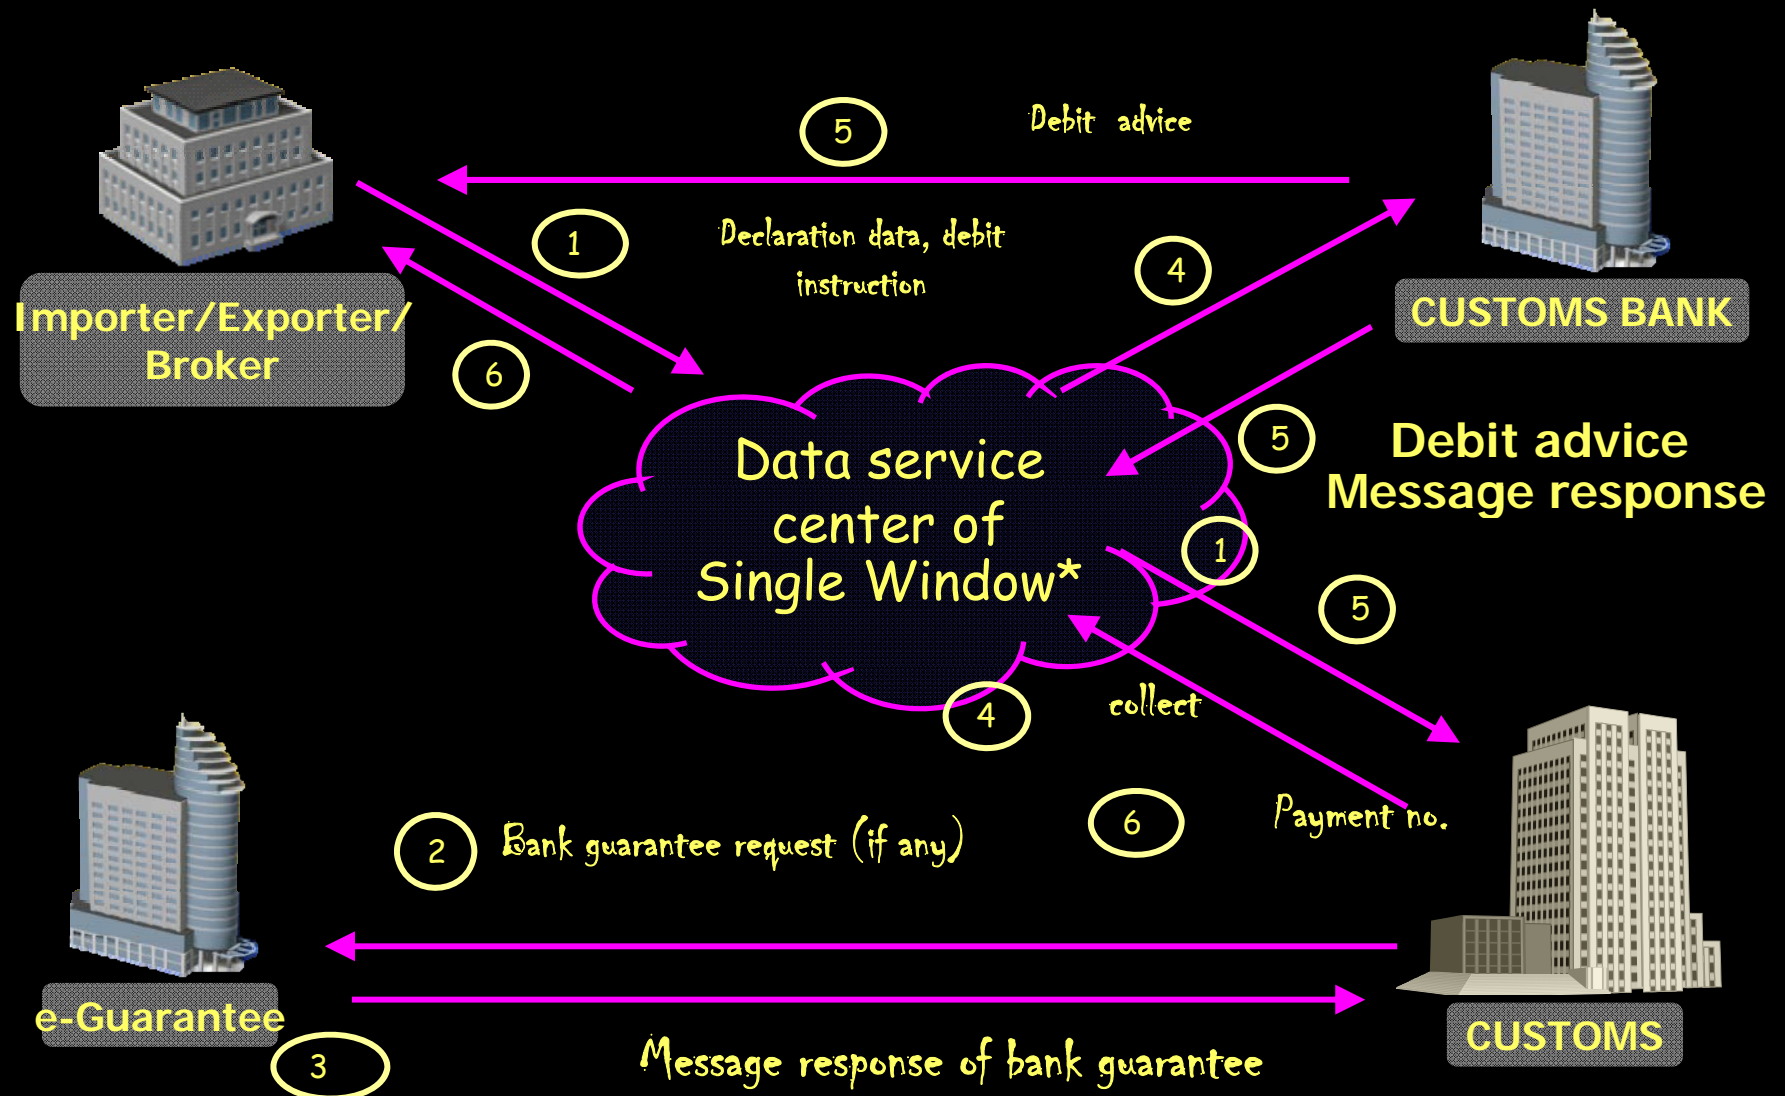 5
Debit advice
1
Declaration data, debit
instruction
4
Importer/Exporter/
Broker
CUSTOMS BANK
6
5
Debit advice
Message response
Data service
center of
Single Window*
1
5
4
collect
6
Payment no.
2
Bank guarantee request (if any)
e-Guarantee
CUSTOMS
3
Message response of bank guarantee